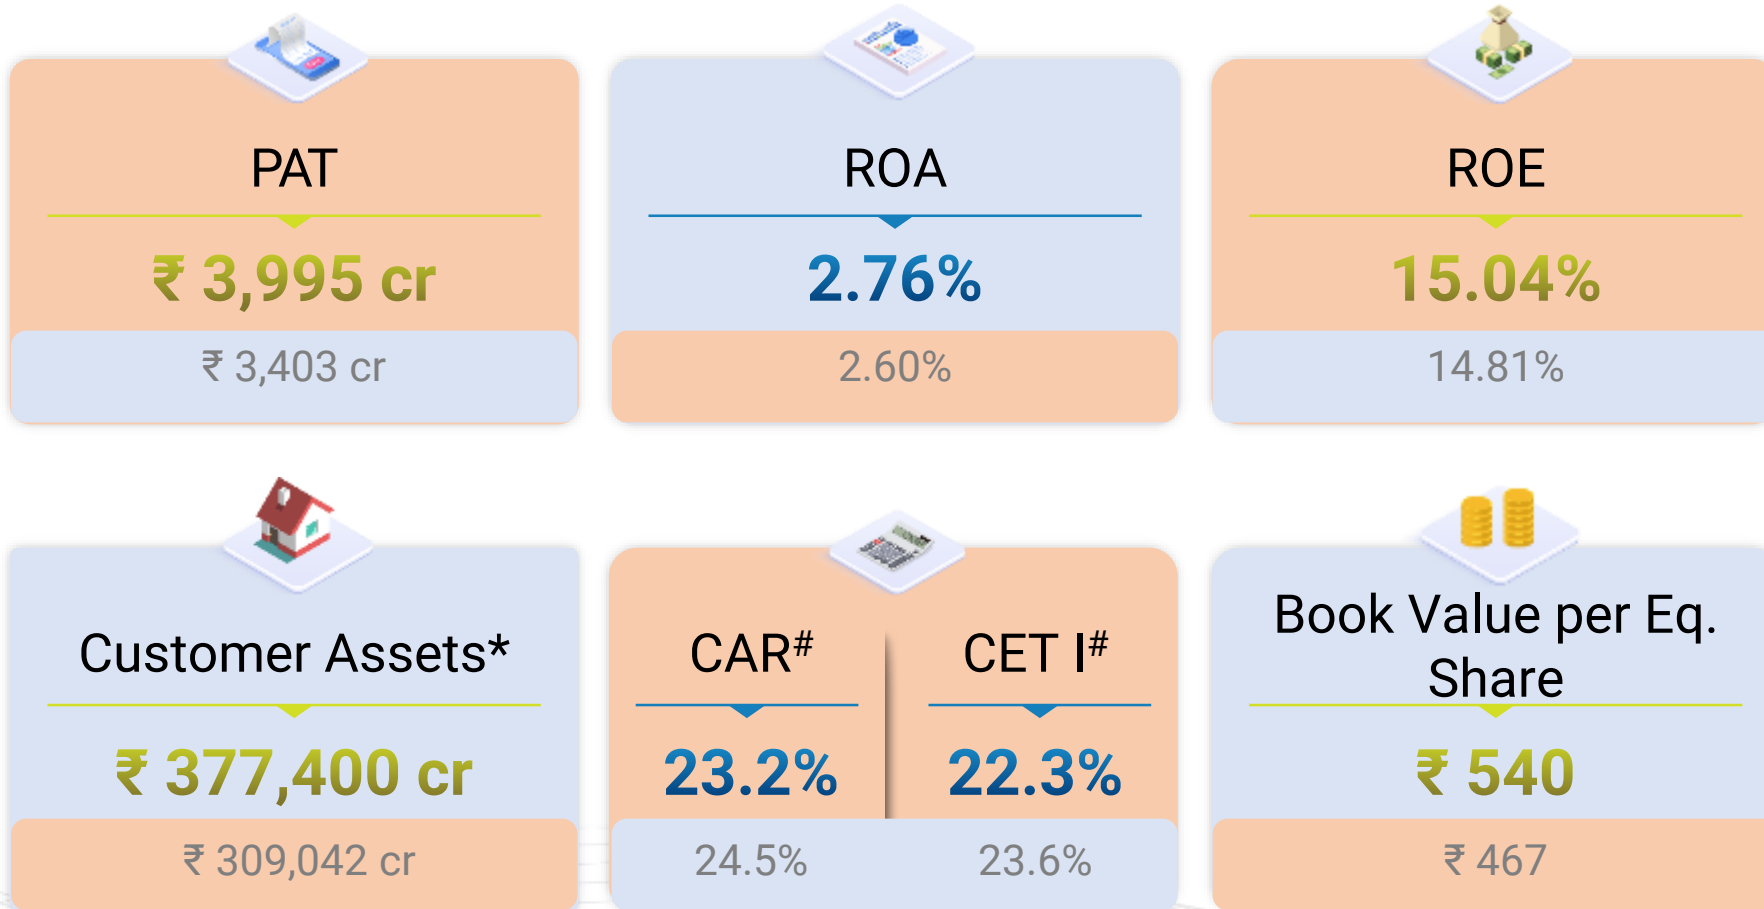 PAT
₹ 3,995 cr
₹ 3,403 cr
ROA
2.76%
2.60%
ROE
15.04%
14.81%
Customer Assets*
₹ 377,400 cr
₹ 309,042 cr
CAR#
23.2%
24.5%
CET I#
22.3%
23.6%
Book Value per Eq.
Share
₹ 540
₹ 467